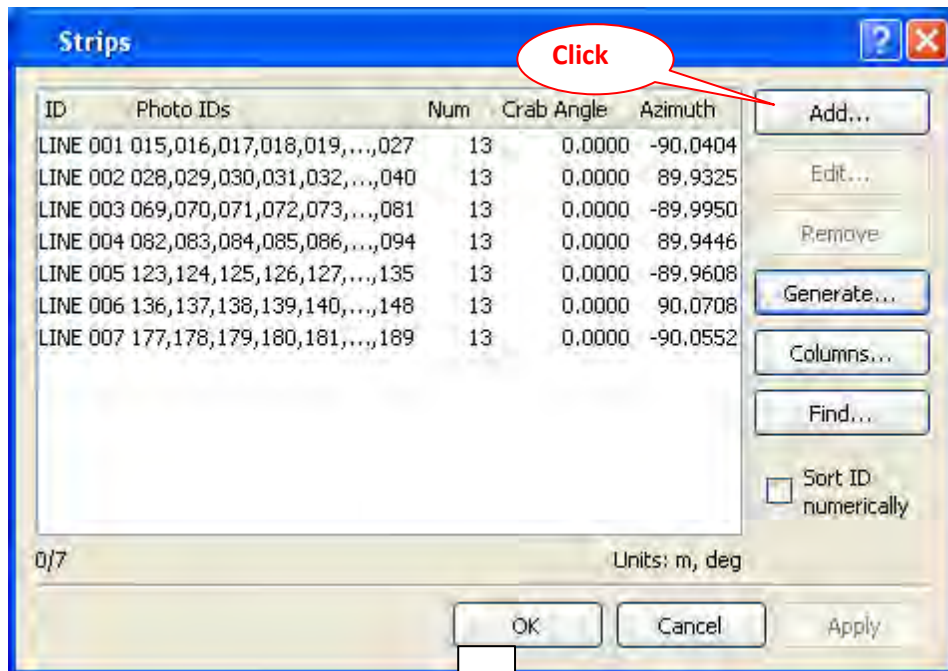 Strips
Click
ID Photo IDs Num Crab Angle Azimuth
LINE 001 015,016,017,018,019,...,027 13 0.0000 -90.0404
LINE 002 028,029,030,031,032,...,040 13 0.0000 89.9325
LINE 003 069,070,071,072,073,...,081 13 0.0000 -89.9950
LINE 004 082,083,084,085,086,...,094 13 0.0000 89.9446
LINE 005 123,124,125,126,127,...,135 13 0.0000 -89.9608
LINE 006 136,137,138,139,140,...,148 13 0.0000 90.0708
LINE 007 177,178,179,180,181,...,189 13 0.0000 -90.0552
Add...
Edit...
Remove
Generate...
Columns...
Find...
Sort ID
numerically
0/7 Units: m, deg
OK Cancel Apply